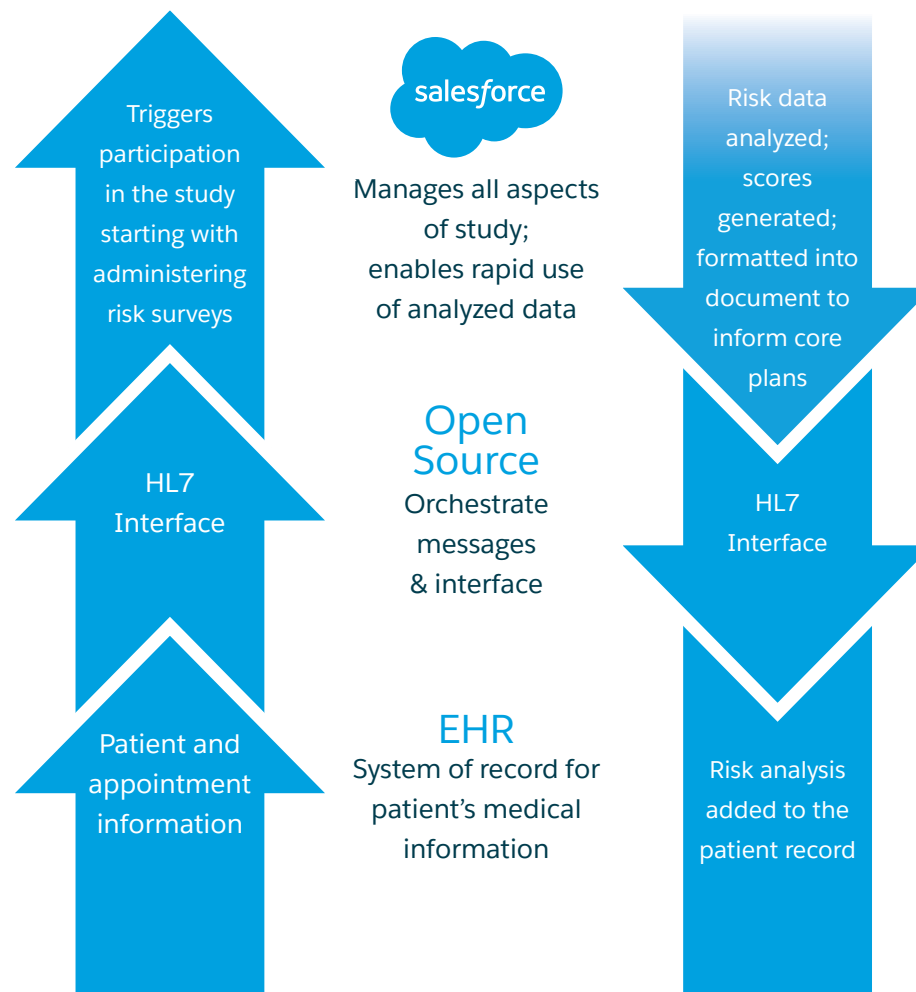 Triggers
participation
in the study
starting with
administering
risk surveys
HL7
Interface
Patient and
appointment
information
salesforce
Manages all aspects
of study;
enables rapid use
of analyzed data
Open
Source
Orchestrate
messages
& interface
EHR
System of record for
patient’s medical
information
Risk data
analyzed;
scores
generated;
formatted into
document to
inform core
plans
HL7
Interface
Risk analysis
added to the
patient record